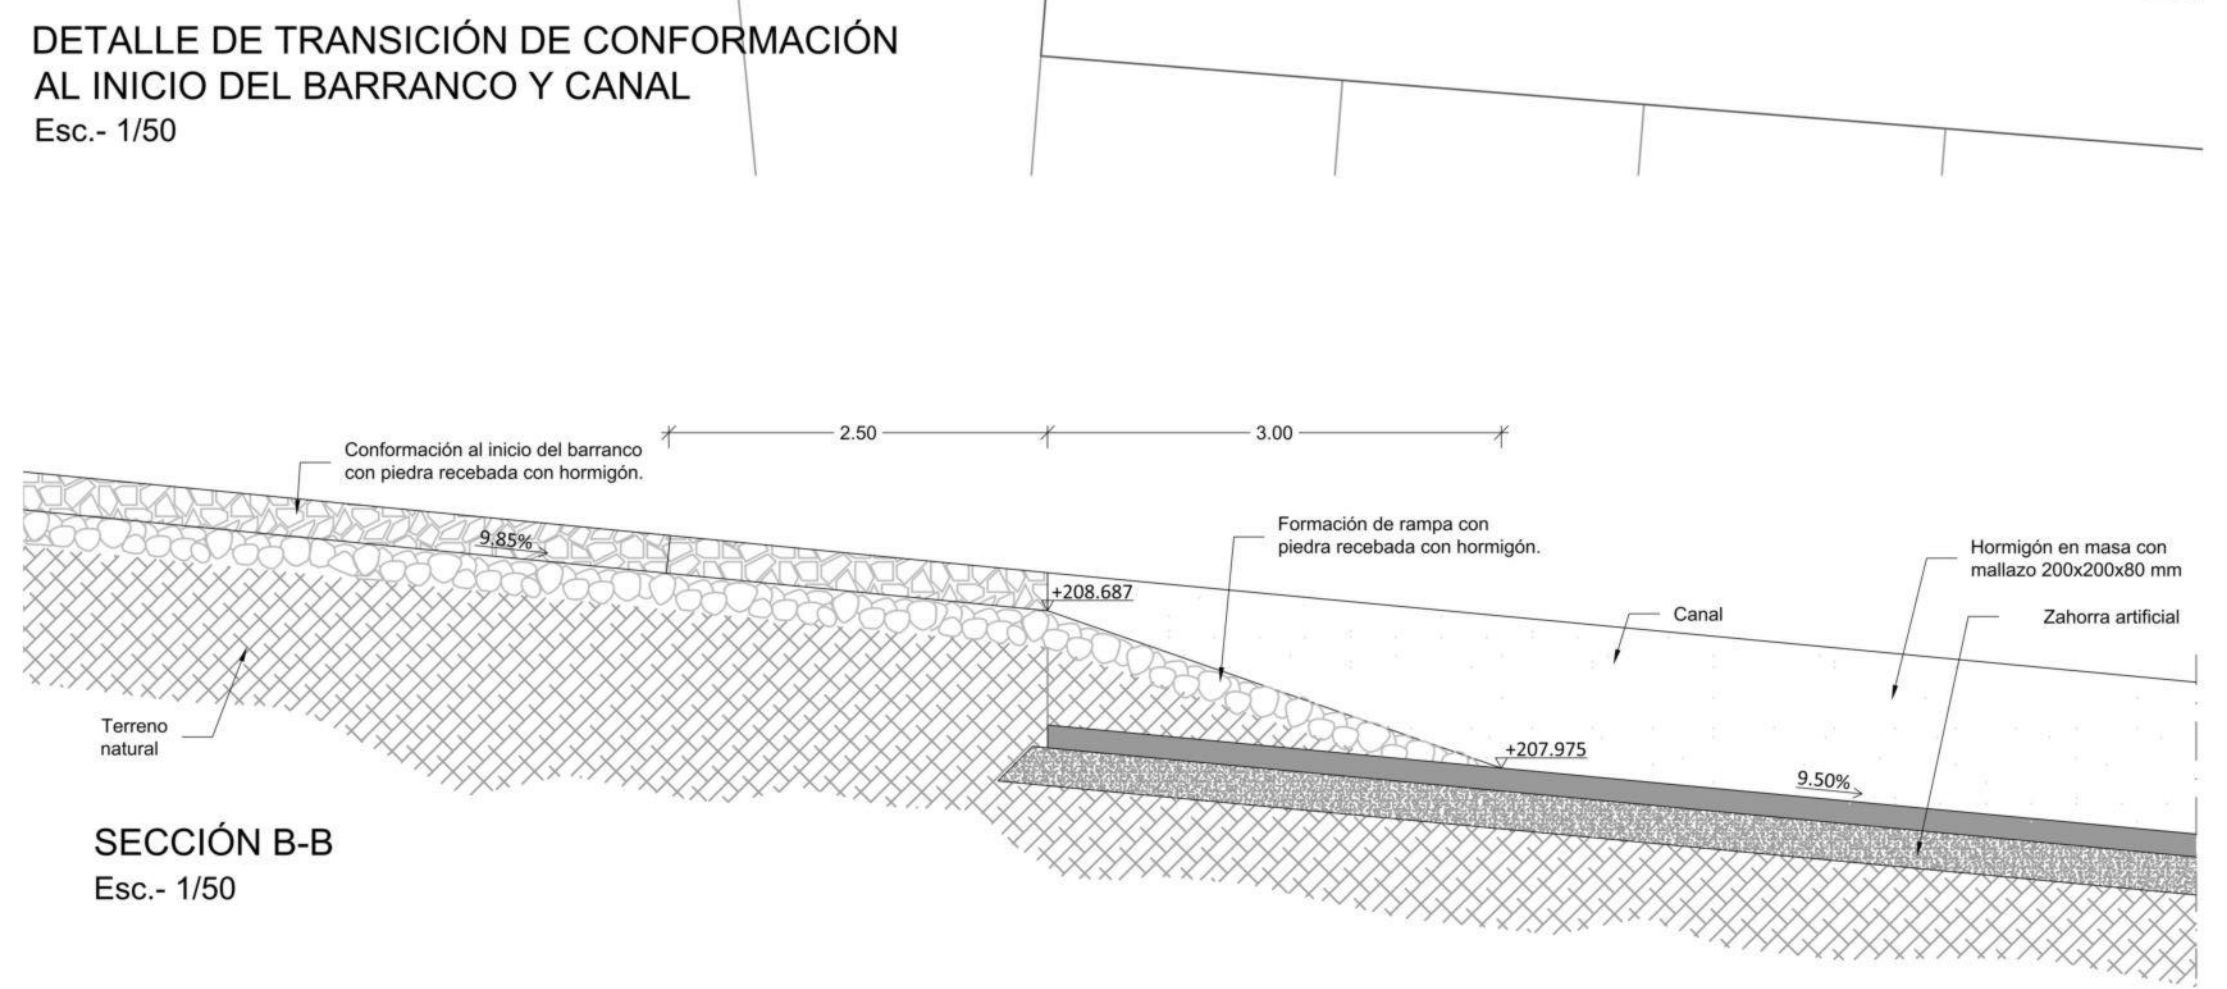 DETALLE DE TRANSICIÓN DE CONFORMACIÓN
AL INICIO DEL BARRANCO Y CANAL
Esc.- 1/50
2.50
3.00
Conformación al inicio del barranco
con piedra recebada con hormigón.
9.85%
Formación de rampa con
piedra recebada con hormigón.
Hormigón en masa con
mallazo 200x200x80 mm
+208.687
Canal
Zahorra artificial
Terreno
natural
+207.975
9.50%
SECCIÓN B-B
Esc.- 1/50